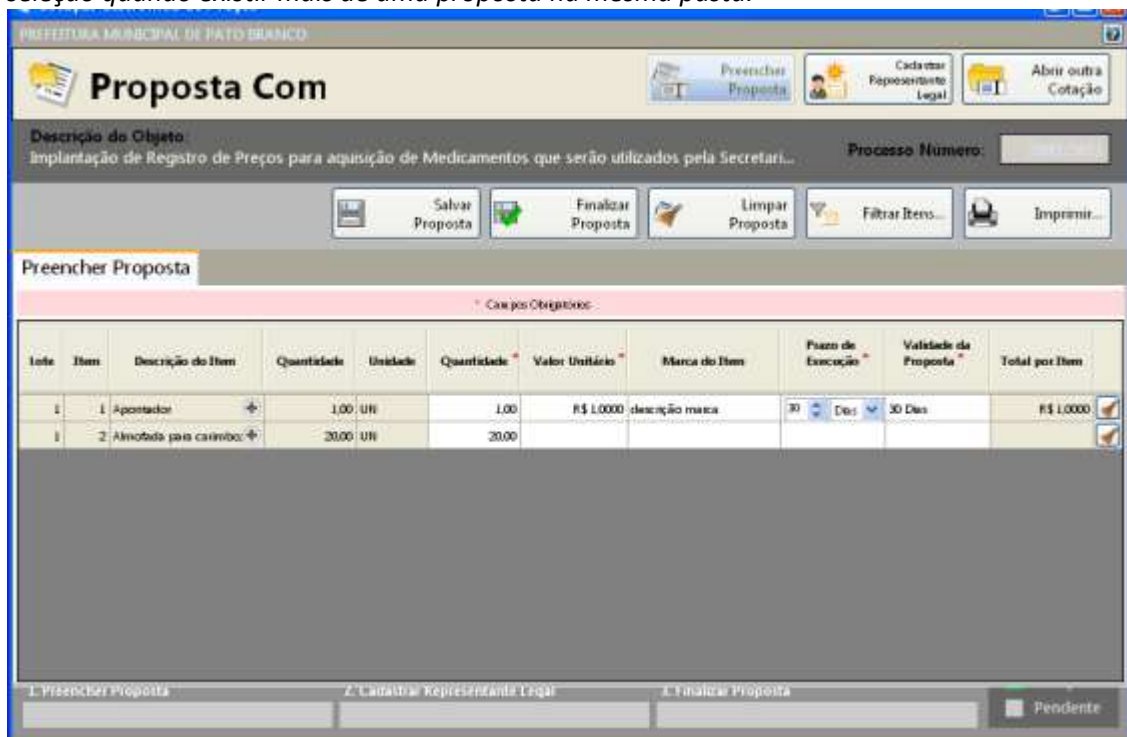 seleção quando existir mais de uma proposta na mesma pasta.
PREFEITURA MUNICIPAL DE PATO BRANCO
Proposta Com
Preencher Proposta
Cadastrar Representante Legal
Abrir outra Cotação
Descrição do Objeto:
Implantação de Registro de Preços para aquisição de Medicamentos que serão utilizados pela Secretari...
Processo Numero:
Salvar Proposta
Finalizar Proposta
Limpar Proposta
Filtrar Itens...
Imprimir...
Preencher Proposta
* Campos Obrigatórios
Lote Item Descrição do Item Quantidade Unidade Quantidade * Valor Unitário * Marca do Item Prazo de Execução * Validade da Proposta * Total por Item
1 1 Apontador 1,00 UN 1,00 R$ 1,0000 descrição marca 30 Dias 30 Dias R$ 1,0000
1 2 Almofada para carimbo: 20,00 UN 20,00
1. Preencher Proposta 2. Cadastrar Representante Legal 3. Finalizar Proposta
Pendente